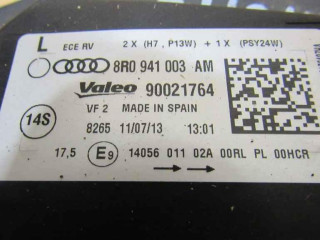 L ECE RV 2 X (H7, P13W) + 1 X (PSY24W)
8R0 941 003 AM
Valeo 90021764
VF 2 MADE IN SPAIN
14S 8265 11/07/13 13:01
17,5 E9 14056 011 02A 00RL PL 00HCR